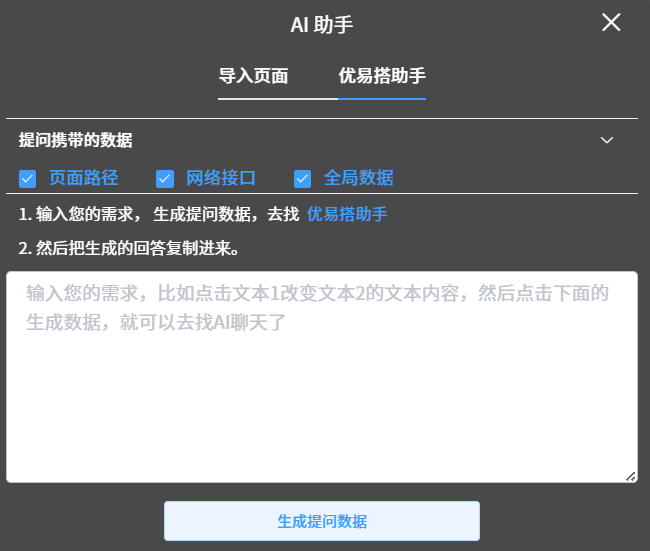 AI 助手
导入页面 优易搭助手
提问携带的数据
页面路径 网络接口 全局数据
1. 输入您的需求， 生成提问数据，去找 优易搭助手
2. 然后把生成的回答复制进来。
输入您的需求，比如点击文本1改变文本2的文本内容，然后点击下面的
生成数据，就可以去找AI聊天了
生成提问数据